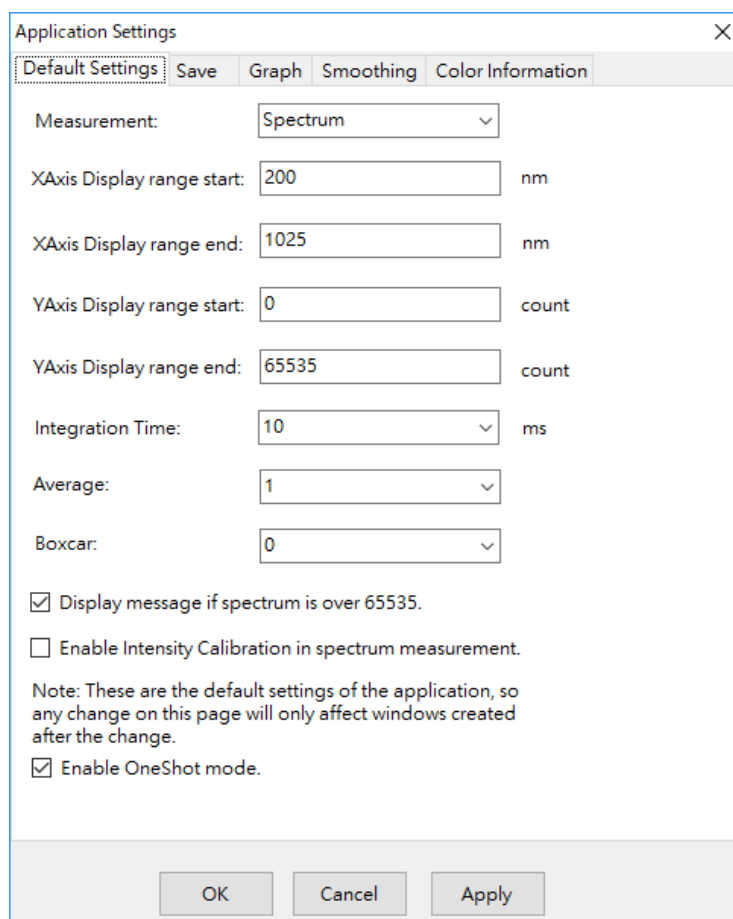 Application Settings
Default Settings Save Graph Smoothing Color Information
Measurement: Spectrum
XAxis Display range start: 200 nm
XAxis Display range end: 1025 nm
YAxis Display range start: 0 count
YAxis Display range end: 65535 count
Integration Time: 10 ms
Average: 1
Boxcar: 0
Display message if spectrum is over 65535.
Enable Intensity Calibration in spectrum measurement.
Note: These are the default settings of the application, so
any change on this page will only affect windows created
after the change.
Enable OneShot mode.
OK Cancel Apply